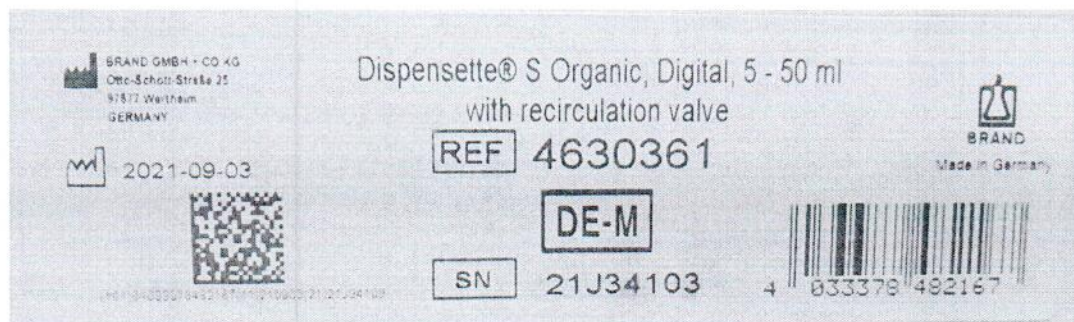 BRAND GMBH + CO KG
Otto-Schott-Straße 25
97877 Wertheim
GERMANY
2021-09-03
Dispensette® S Organic, Digital, 5 - 50 ml
with recirculation valve
REF 4630361
DE-M
SN 21J34103
BRAND
Made in Germany
4 033378 482167